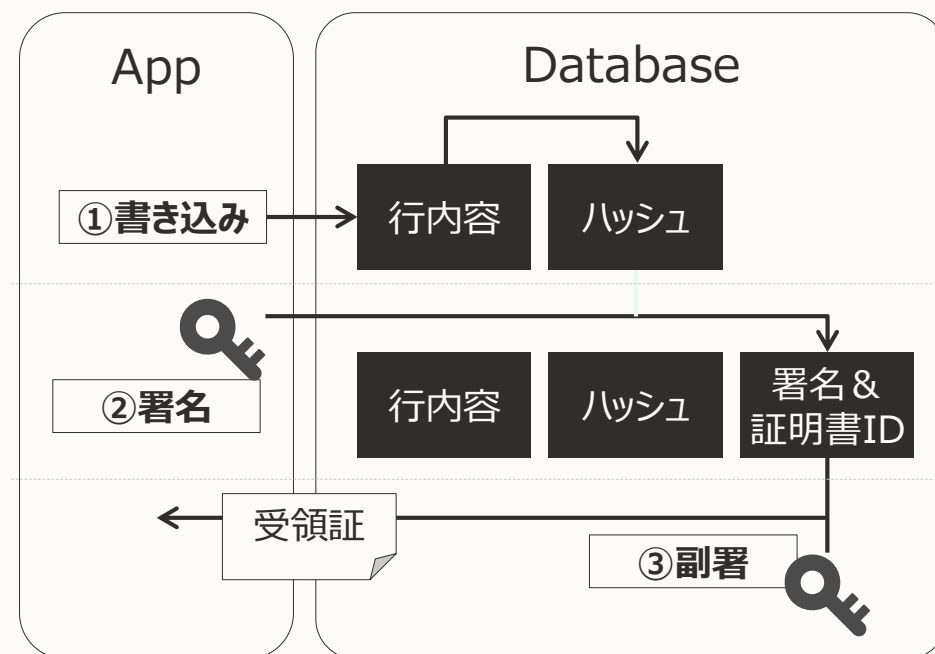 App
Database
①書き込み
行内容
ハッシュ
②署名
行内容
ハッシュ
署名&
証明書ID
受領証
③副署